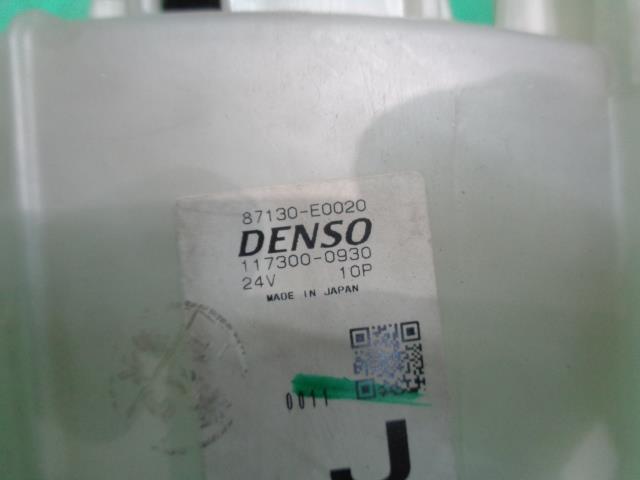 87130-E0020
DENSO
117300-0930
24V 10P
MADE IN JAPAN
0011
J